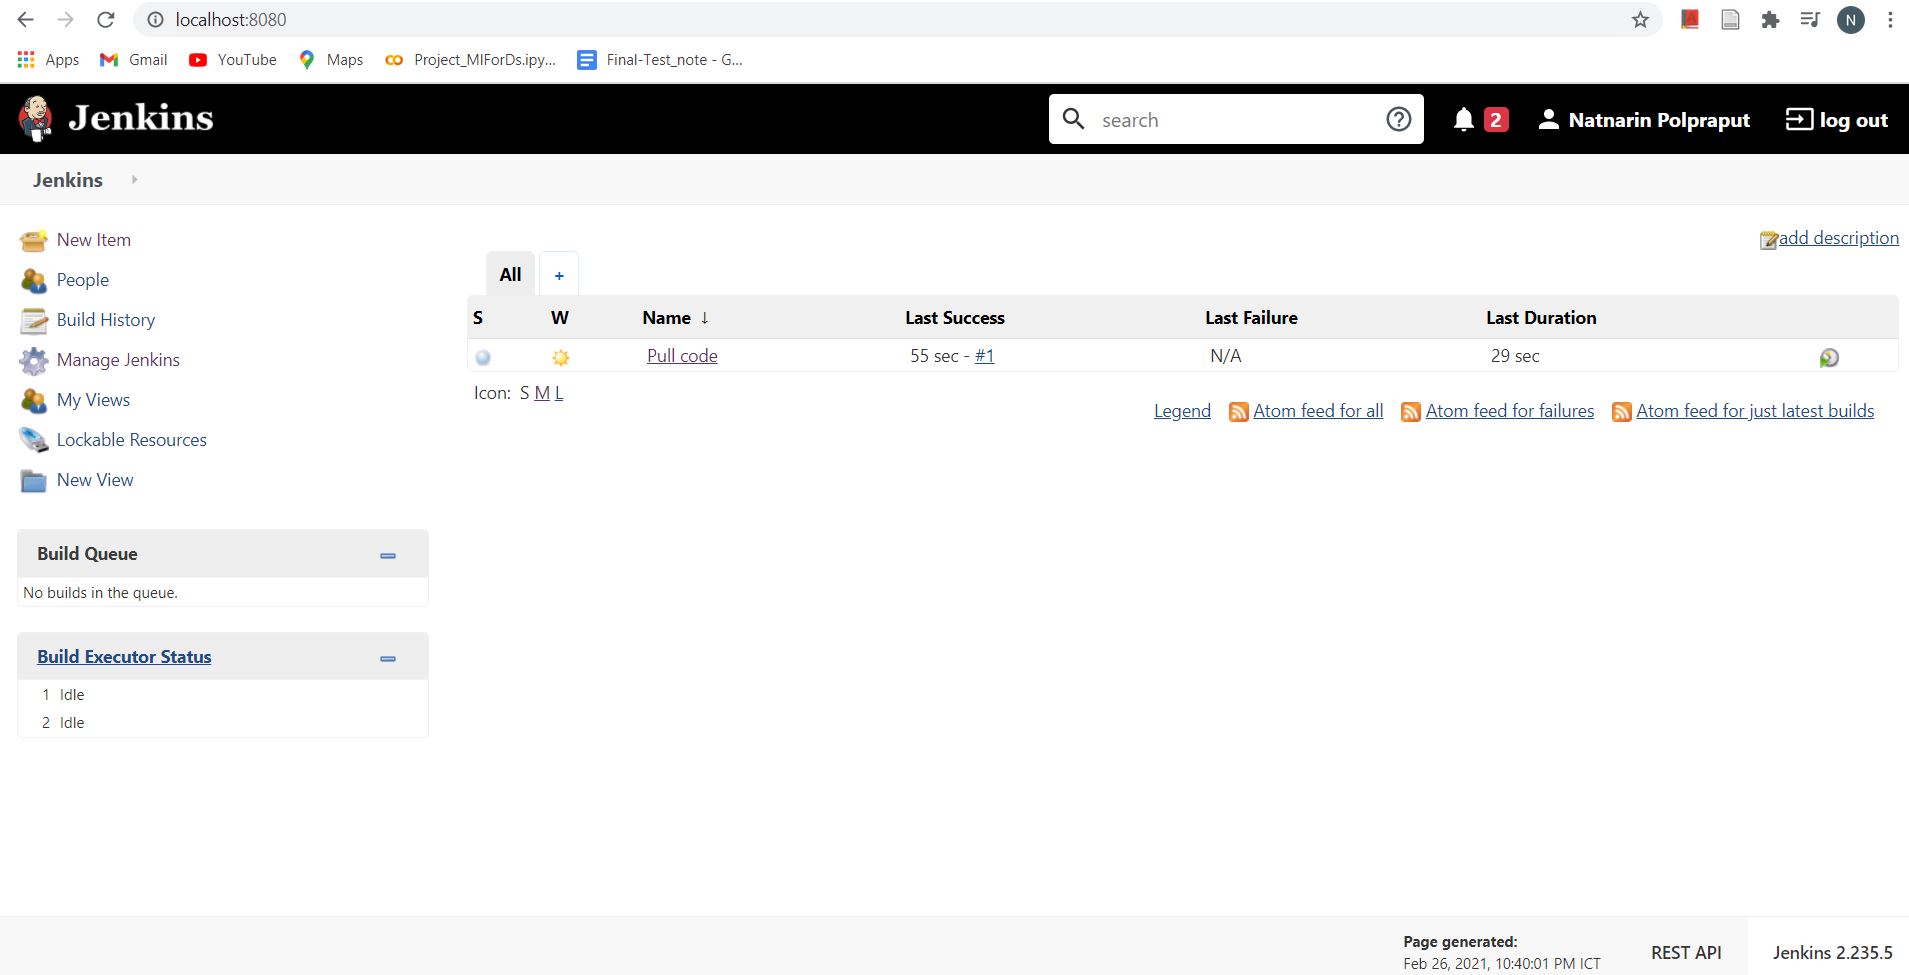 localhost:8080
Apps Gmail YouTube Maps Project_MlForDs.ipy... Final-Test_note - G...
Jenkins search 2 Natnarin Polpraput log out
Jenkins
New Item
People
Build History
Manage Jenkins
My Views
Lockable Resources
New View
Build Queue
No builds in the queue.
Build Executor Status
1 Idle
2 Idle
add description
All +
S W Name ↓ Last Success Last Failure Last Duration
Pull code 55 sec - #1 N/A 29 sec
Icon: S M L
Legend Atom feed for all Atom feed for failures Atom feed for just latest builds
Page generated:
Feb 26, 2021, 10:40:01 PM ICT
REST API
Jenkins 2.235.5